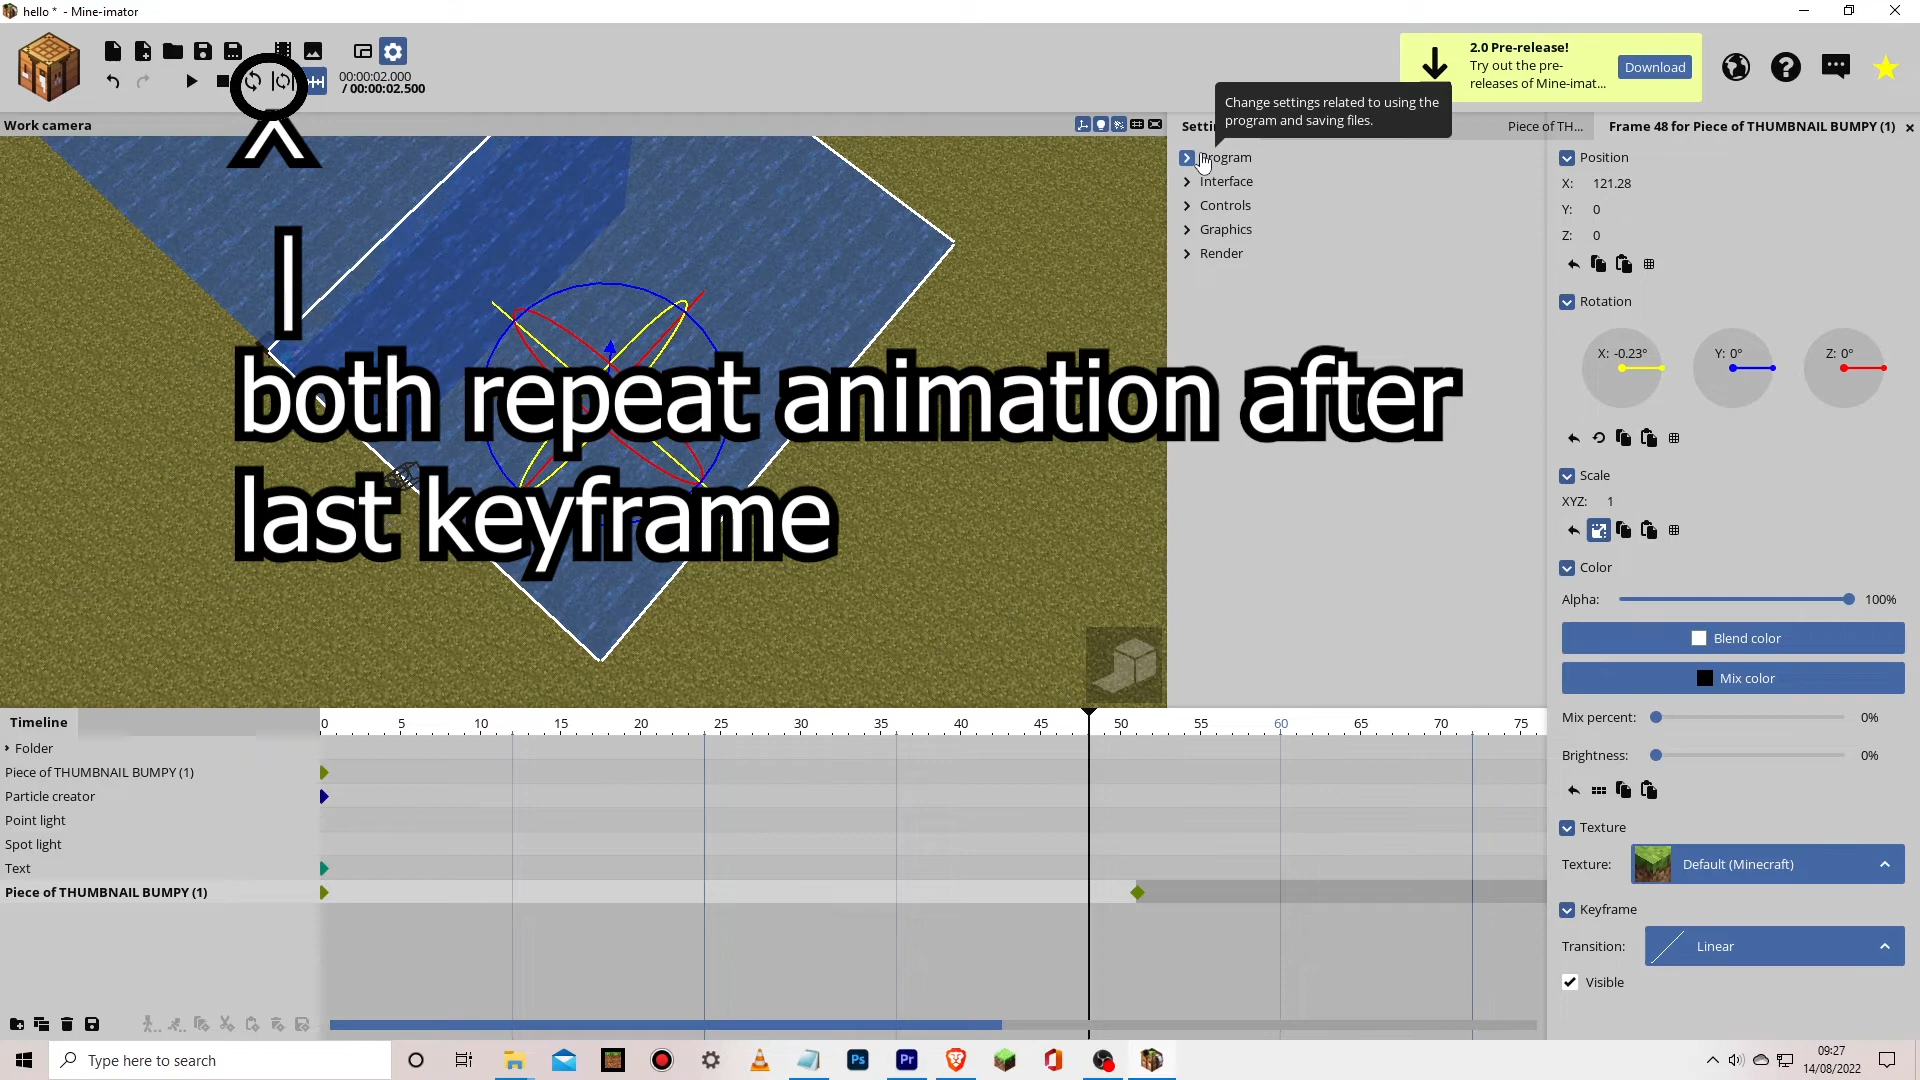 hello * - Mine-imator
00:00:02.000
/ 00:00:02.500
2.0 Pre-release!
Try out the pre-
releases of Mine-imat...
Download
Change settings related to using the
program and saving files.
Work camera
Piece of TH...
Frame 48 for Piece of THUMBNAIL BUMPY (1)
Program
Interface
Controls
Graphics
Render
Position
X: 121.28
Y: 0
Z: 0
Rotation
X: -0.23°
Y: 0°
Z: 0°
Scale
XYZ: 1
Color
Alpha: 100%
Blend color
Mix color
Mix percent: 0%
Brightness: 0%
Texture
Texture: Default (Minecraft)
Keyframe
Transition: Linear
Visible
both repeat animation after
last keyframe
Timeline
0 5 10 15 20 25 30 35 40 45 50 55 60 65 70 75
Folder
Piece of THUMBNAIL BUMPY (1)
Particle creator
Point light
Spot light
Text
Piece of THUMBNAIL BUMPY (1)
Type here to search
Ps
Pr
09:27
14/08/2022